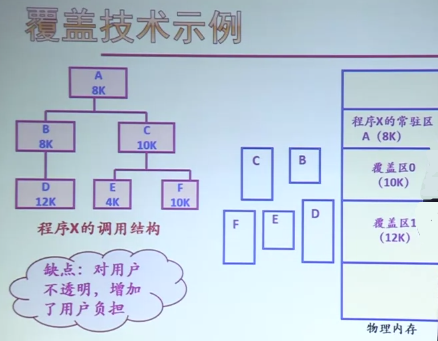 覆盖技术示例
A
8K
B
8K
C
10K
D
12K
E
4K
F
10K
程序X的调用结构
缺点：对用户
不透明，增加
了用户负担
C
B
F
E
D
程序X的常驻区
A（8K）
覆盖区0
（10K）
覆盖区1
（12K）
物理内存